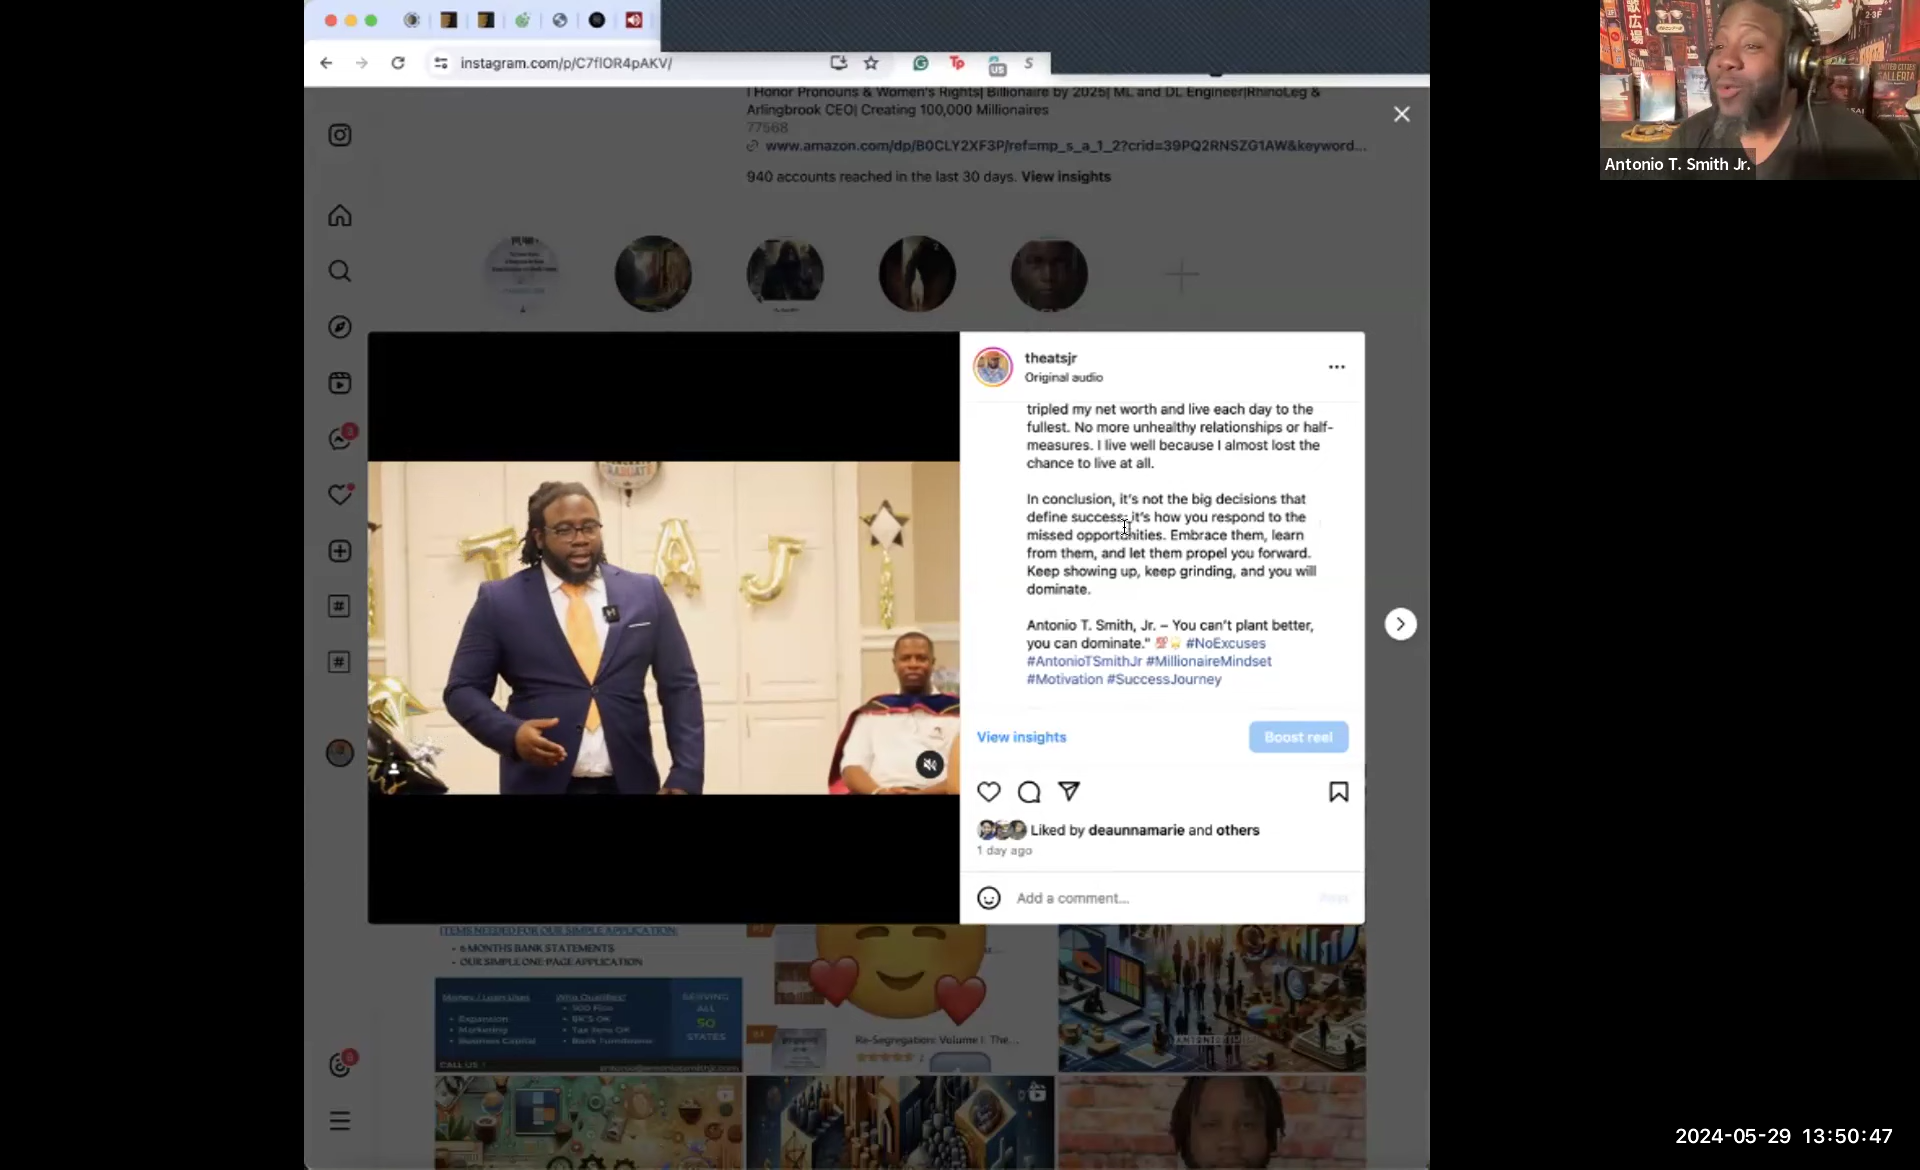 instagram.com/p/C7flOR4pAKV/
I Honor Pronouns & Women's Rights| Billionaire by 2025| ML and DL Engineer|RhinoLeg &
Arlingbrook CEO| Creating 100,000 Millionaires
77568
www.amazon.com/dp/B0CLY2XF3P/ref=mp_s_a_1_2?crid=39PQ2RNSZG1AW&keyword...
940 accounts reached in the last 30 days. View insights
Antonio T. Smith Jr.
theatsjr
Original audio
tripled my net worth and live each day to the
fullest. No more unhealthy relationships or half-
measures. I live well because I almost lost the
chance to live at all.
In conclusion, it's not the big decisions that
define success; it's how you respond to the
missed opportunities. Embrace them, learn
from them, and let them propel you forward.
Keep showing up, keep grinding, and you will
dominate.
Antonio T. Smith, Jr. – You can't plant better,
you can dominate." 💯 #NoExcuses
#AntonioTSmithJr #MillionaireMindset
#Motivation #SuccessJourney
View insights
Boost reel
Liked by deaunnamarie and others
1 day ago
Add a comment...
Post
TAJ
ITEMS NEEDED FOR OUR SIMPLE APPLICATION:
• 6 MONTHS BANK STATEMENTS
• OUR SIMPLE ONE PAGE APPLICATION
Money / Loan Uses
Who Qualifies?
• Expansion
• Marketing
• Business Capital
• 500 Fico
• BK'S OK
• Tax liens OK
• Bank Turndowns
SERVING
ALL
50
STATES
CALL US
Re-Segregation: Volume I: The...
2024-05-29 13:50:47